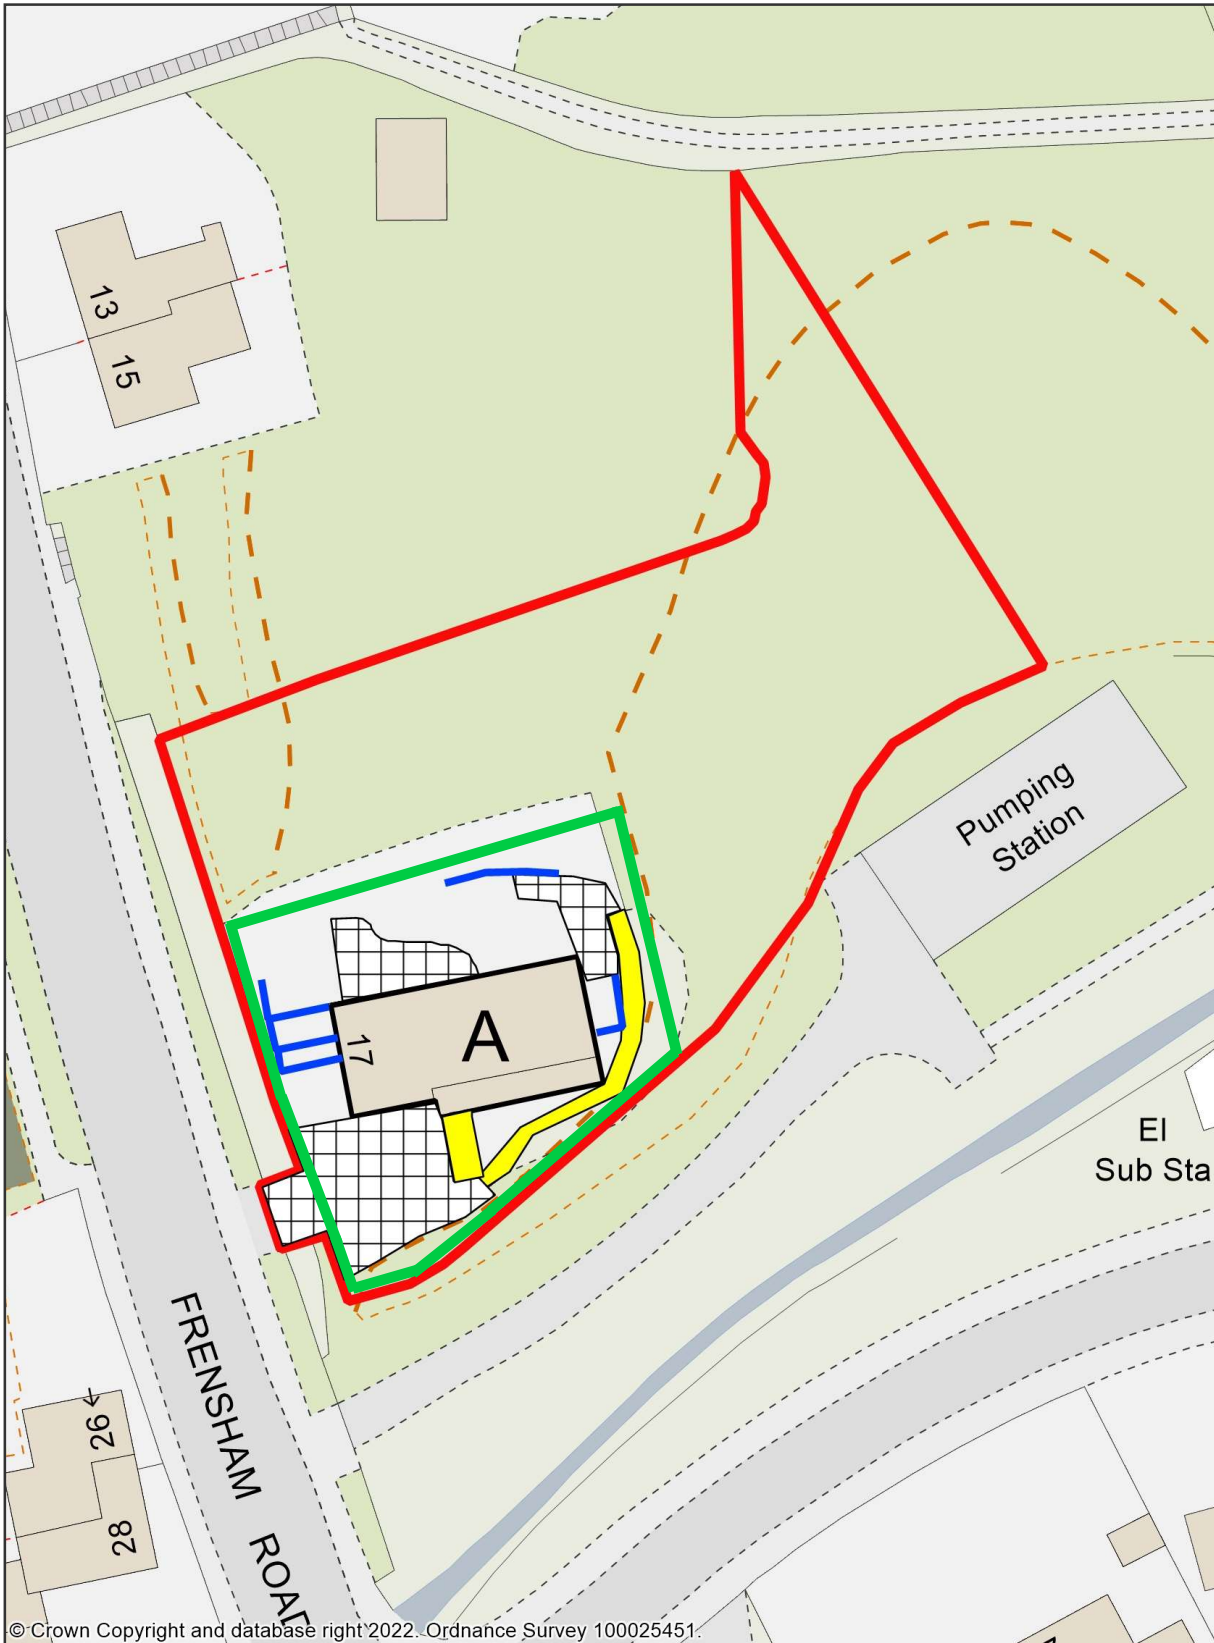 13
15
Pumping
Station
A
17
El
Sub Sta
FRENSHAM ROAD
26
28
© Crown Copyright and database right 2022. Ordnance Survey 100025451.